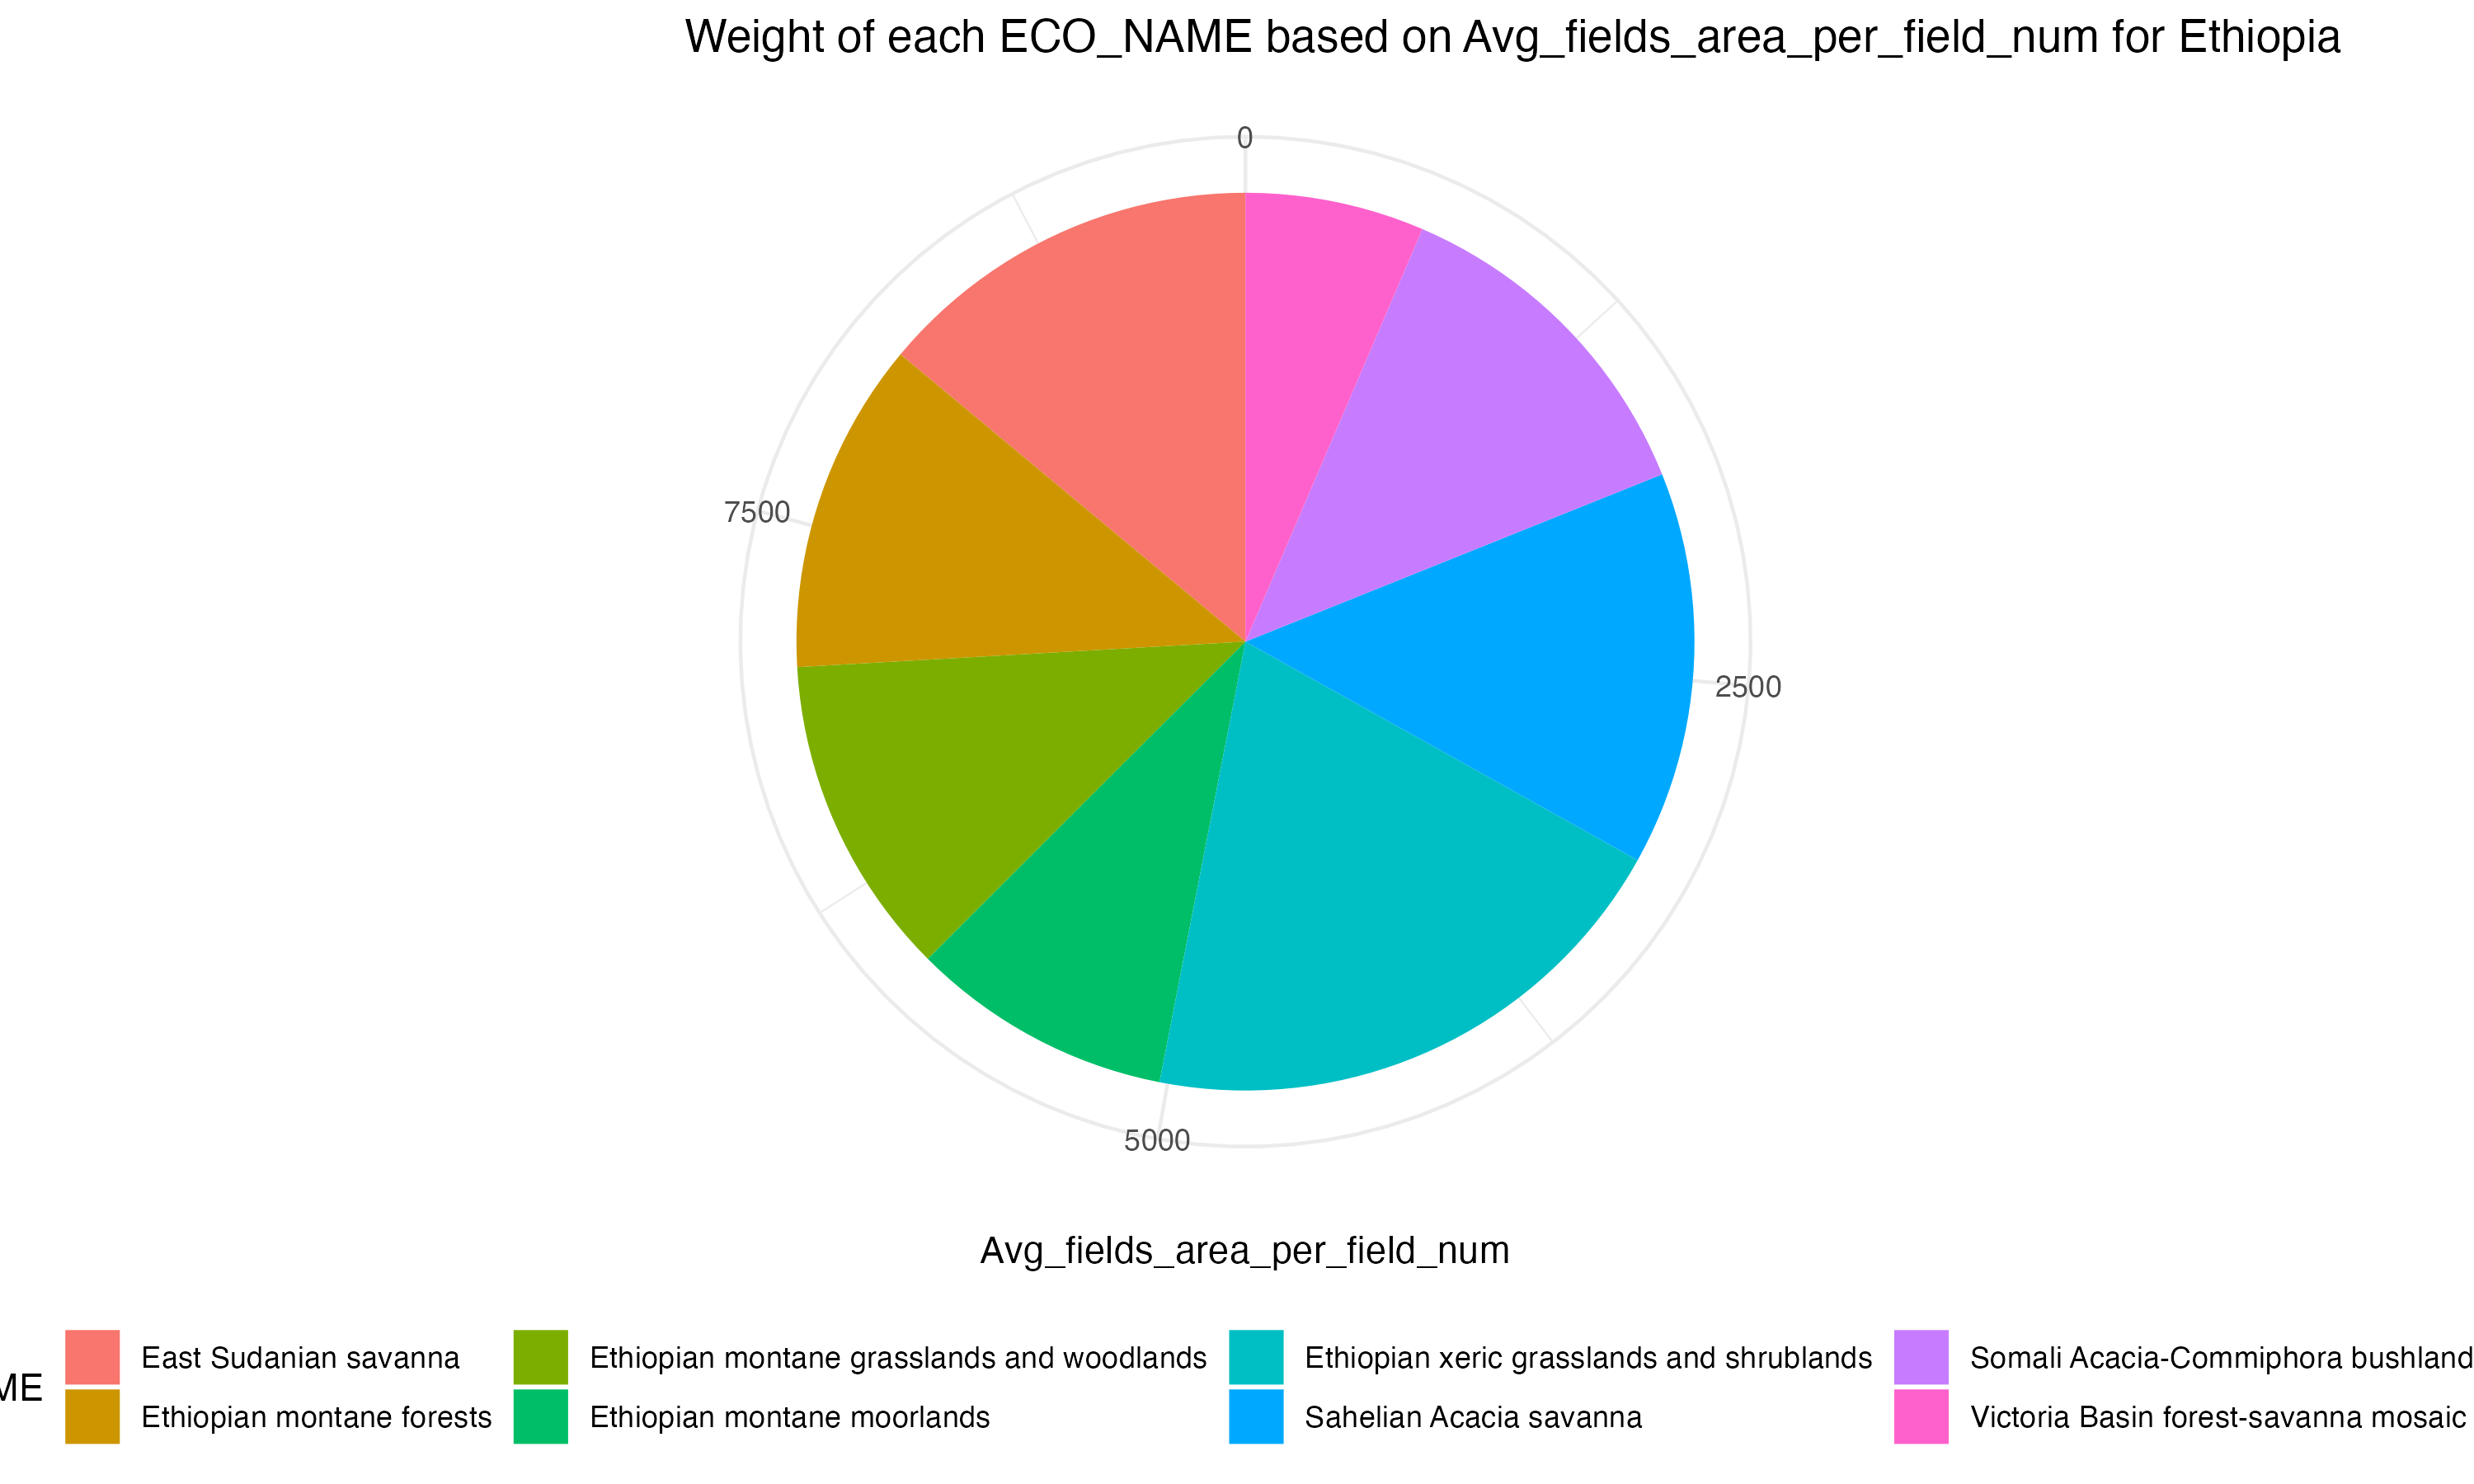 Weight of each ECO_NAME based on Avg_fields_area_per_field_num for Ethiopia
0
7500
2500
5000
Avg_fields_area_per_field_num
ME
East Sudanian savanna
Ethiopian montane forests
Ethiopian montane grasslands and woodlands
Ethiopian montane moorlands
Ethiopian xeric grasslands and shrublands
Sahelian Acacia savanna
Somali Acacia-Commiphora bushland
Victoria Basin forest-savanna mosaic